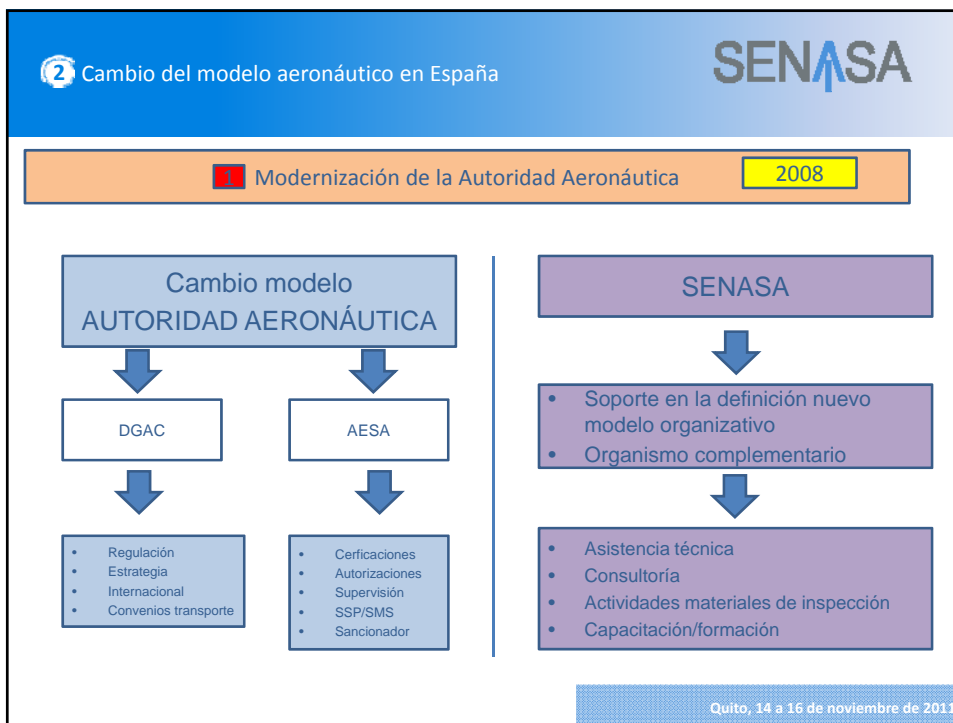 2 Cambio del modelo aeronáutico en España
SENASA
1 Modernización de la Autoridad Aeronáutica
2008
Cambio modelo
AUTORIDAD AERONÁUTICA
DGAC
AESA
• Regulación
• Estrategia
• Internacional
• Convenios transporte
• Cerficaciones
• Autorizaciones
• Supervisión
• SSP/SMS
• Sancionador
SENASA
• Soporte en la definición nuevo
modelo organizativo
• Organismo complementario
• Asistencia técnica
• Consultoría
• Actividades materiales de inspección
• Capacitación/formación
Quito, 14 a 16 de noviembre de 2011